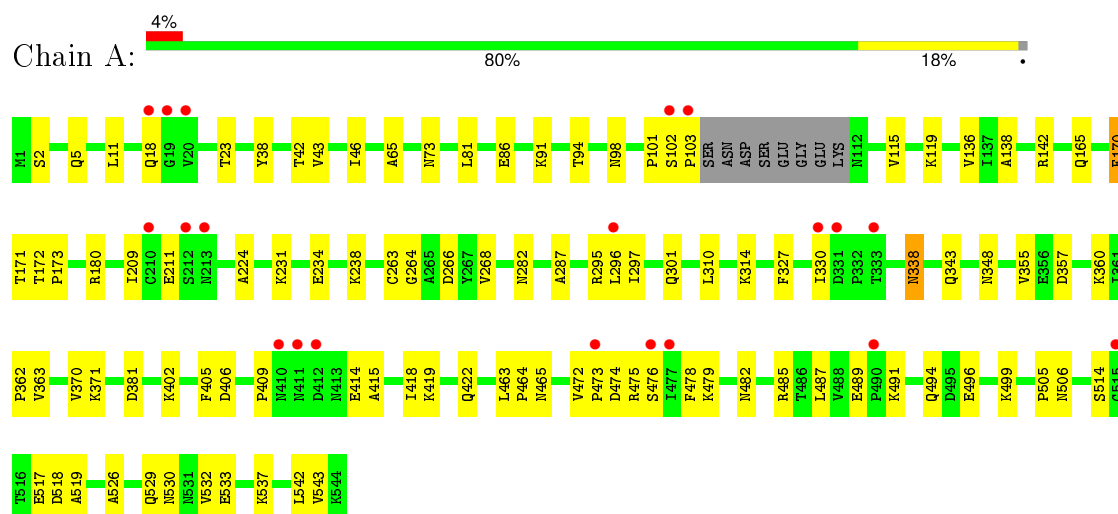 4%
Chain A:
80% 18%
M1 S2 Q5 L11 Q18 G19 V20 T23 Y38 T42 V43 I46 A65 N73 L81 E86 K91 T94 N98 P101 S102 P103 SER ASN ASP SER GLU GLY GLU LYS N112 V115 K119 V136 I137 A138 R142 Q165
T171 T172 P173 R180 I209 C210 E211 S212 N213 A224 K231 E234 K238 C263 G264 A265 D266 Y267 V268 N282 A287 R295 L296 I297 Q301 L310 K314 F327 I330 D331 P332 T333 N338 Q343 N348 V355 E356 D357 K360
P362 V363 V370 K371 D381 K402 F405 D406 P409 N410 N411 D412 N413 E414 A415 I418 K419 Q422 L463 P464 N465 V472 P473 D474 R475 S476 I477 F478 K479 N482 R485 T486 L487 V488 E489 P490 K491 Q494 D495 E496 K499 P505 N506 S514
T516 E517 D518 A519 A526 Q529 N530 N531 V532 E533 K537 L542 V543 K544